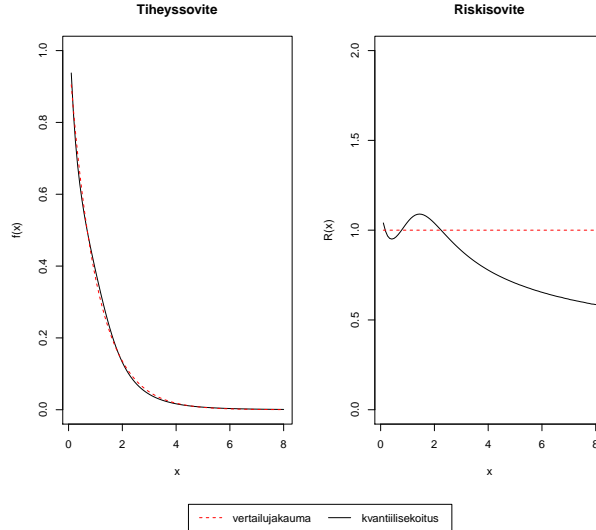 Tiheyssovite
f(x)
1.0
0.8
0.6
0.4
0.2
0.0
0 2 4 6 8
x
Riskisovite
R(x)
2.0
1.5
1.0
0.5
0.0
0 2 4 6 8
x
vertailujakauma kvantiilisekoitus